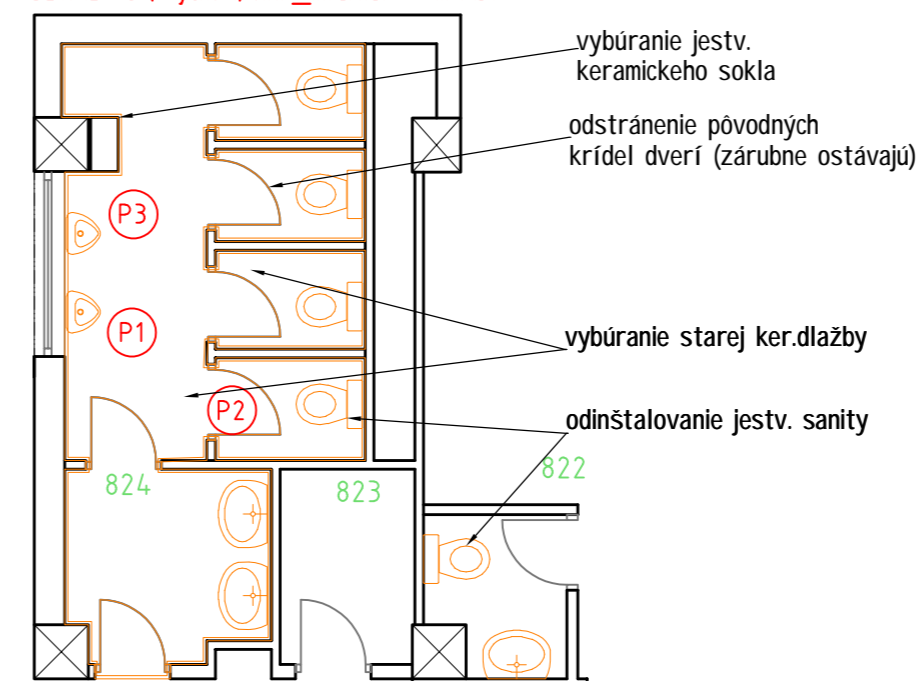 vybúranie jestv.
keramickeho sokla
odstránenie pôvodných
krídel dverí (zárubne ostávajú)
P3
P1
vybúranie starej ker.dlažby
P2
odinštalovanie jestv. sanity
822
824
823